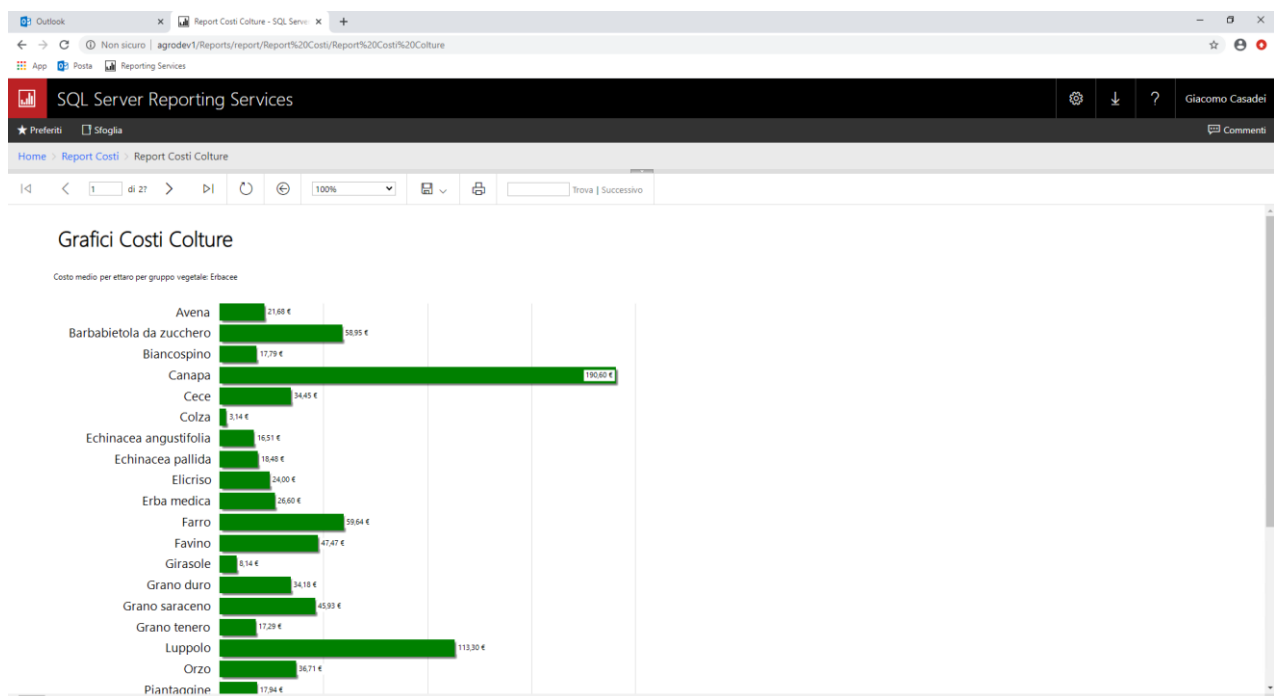 Outlook
Report Costi Colture - SQL Server
Non sicuro | agrodev1/Reports/report/Report%20Costi/Report%20Costi%20Colture
App Posta Reporting Services
SQL Server Reporting Services ? Giacomo Casadei
Preferiti Sfoglia Commenti
Home > Report Costi > Report Costi Colture
1 di 2? 100% Trova | Successivo
Grafici Costi Colture
Costo medio per ettaro per gruppo vegetale: Erbacee
Avena 21,68 €
Barbabietola da zucchero 58,95 €
Biancospino 17,79 €
Canapa 190,60 €
Cece 34,45 €
Colza 3,14 €
Echinacea angustifolia 16,51 €
Echinacea pallida 18,48 €
Elicriso 24,00 €
Erba medica 26,60 €
Farro 59,64 €
Favino 47,47 €
Girasole 8,14 €
Grano duro 34,18 €
Grano saraceno 45,93 €
Grano tenero 17,29 €
Luppolo 113,30 €
Orzo 36,71 €
Piantaggine 17,94 €